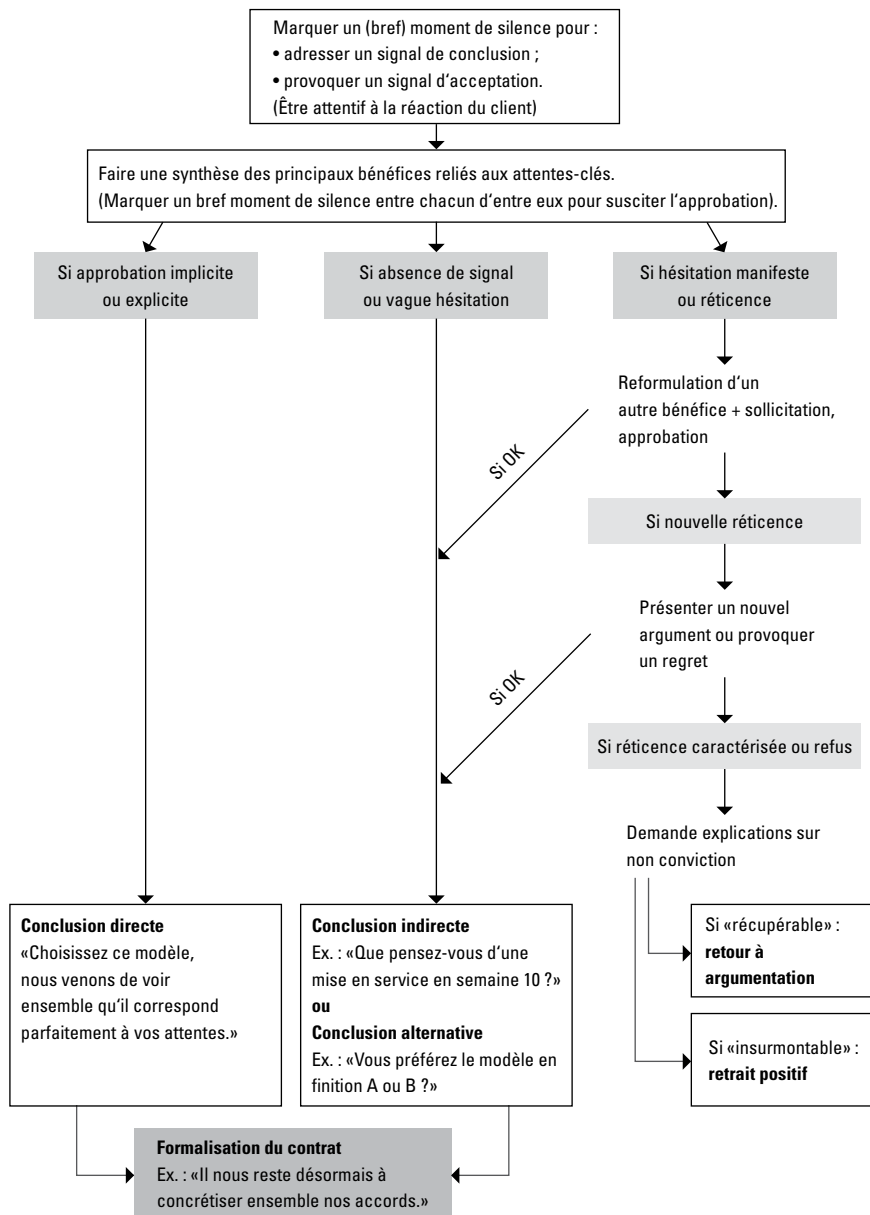 Marquer un (bref) moment de silence pour :
• adresser un signal de conclusion ;
• provoquer un signal d'acceptation.
(Être attentif à la réaction du client)
Faire une synthèse des principaux bénéfices reliés aux attentes-clés.
(Marquer un bref moment de silence entre chacun d'entre eux pour susciter l'approbation).
Si approbation implicite
ou explicite
Si absence de signal
ou vague hésitation
Si hésitation manifeste
ou réticence
Reformulation d'un
autre bénéfice + sollicitation,
approbation
Si OK
Si nouvelle réticence
Présenter un nouvel
argument ou provoquer
un regret
Si OK
Si réticence caractérisée ou refus
Demande explications sur
non conviction
Conclusion directe
«Choisissez ce modèle,
nous venons de voir
ensemble qu'il correspond
parfaitement à vos attentes.»
Conclusion indirecte
Ex. : «Que pensez-vous d'une
mise en service en semaine 10 ?»
ou
Conclusion alternative
Ex. : «Vous préférez le modèle en
finition A ou B ?»
Si «récupérable» :
retour à
argumentation
Si «insurmontable» :
retrait positif
Formalisation du contrat
Ex. : «Il nous reste désormais à
concrétiser ensemble nos accords.»